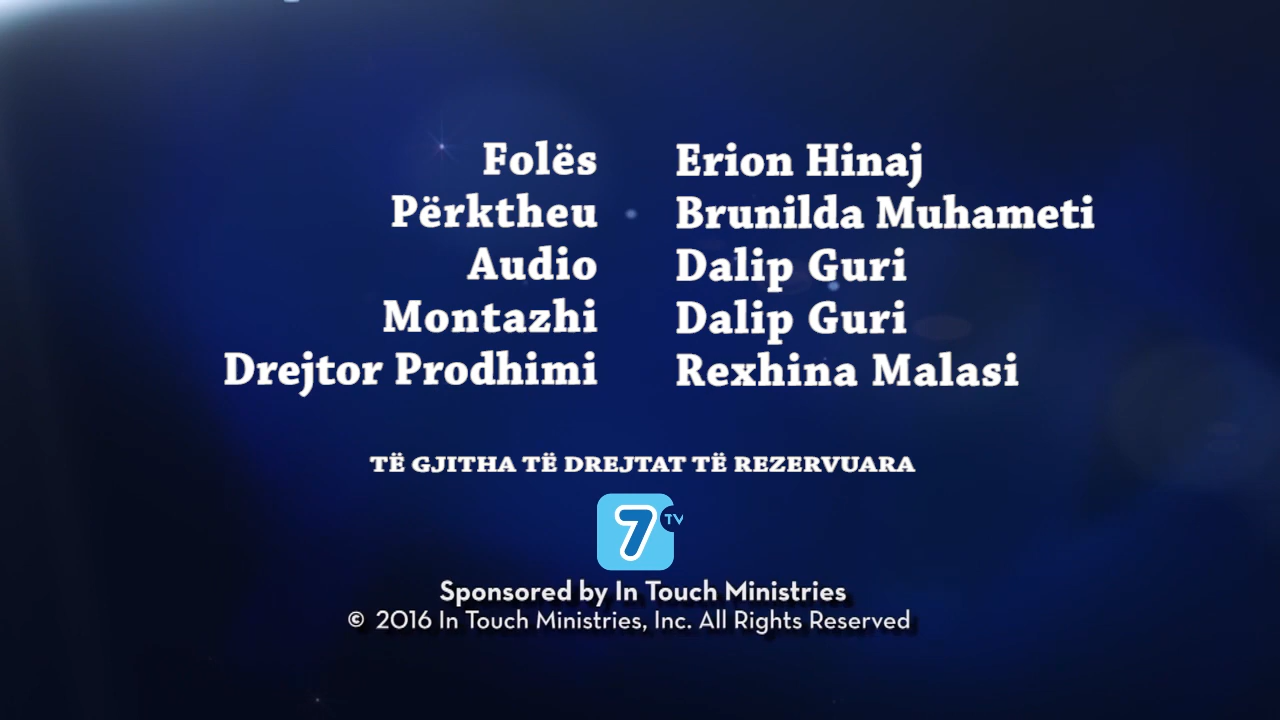 Folës Erion Hinaj
Përktheu Brunilda Muhameti
Audio Dalip Guri
Montazhi Dalip Guri
Drejtor Prodhimi Rexhina Malasi
TË GJITHA TË DREJTAT TË REZERVUARA
7 TV
Sponsored by In Touch Ministries
© 2016 In Touch Ministries, Inc. All Rights Reserved